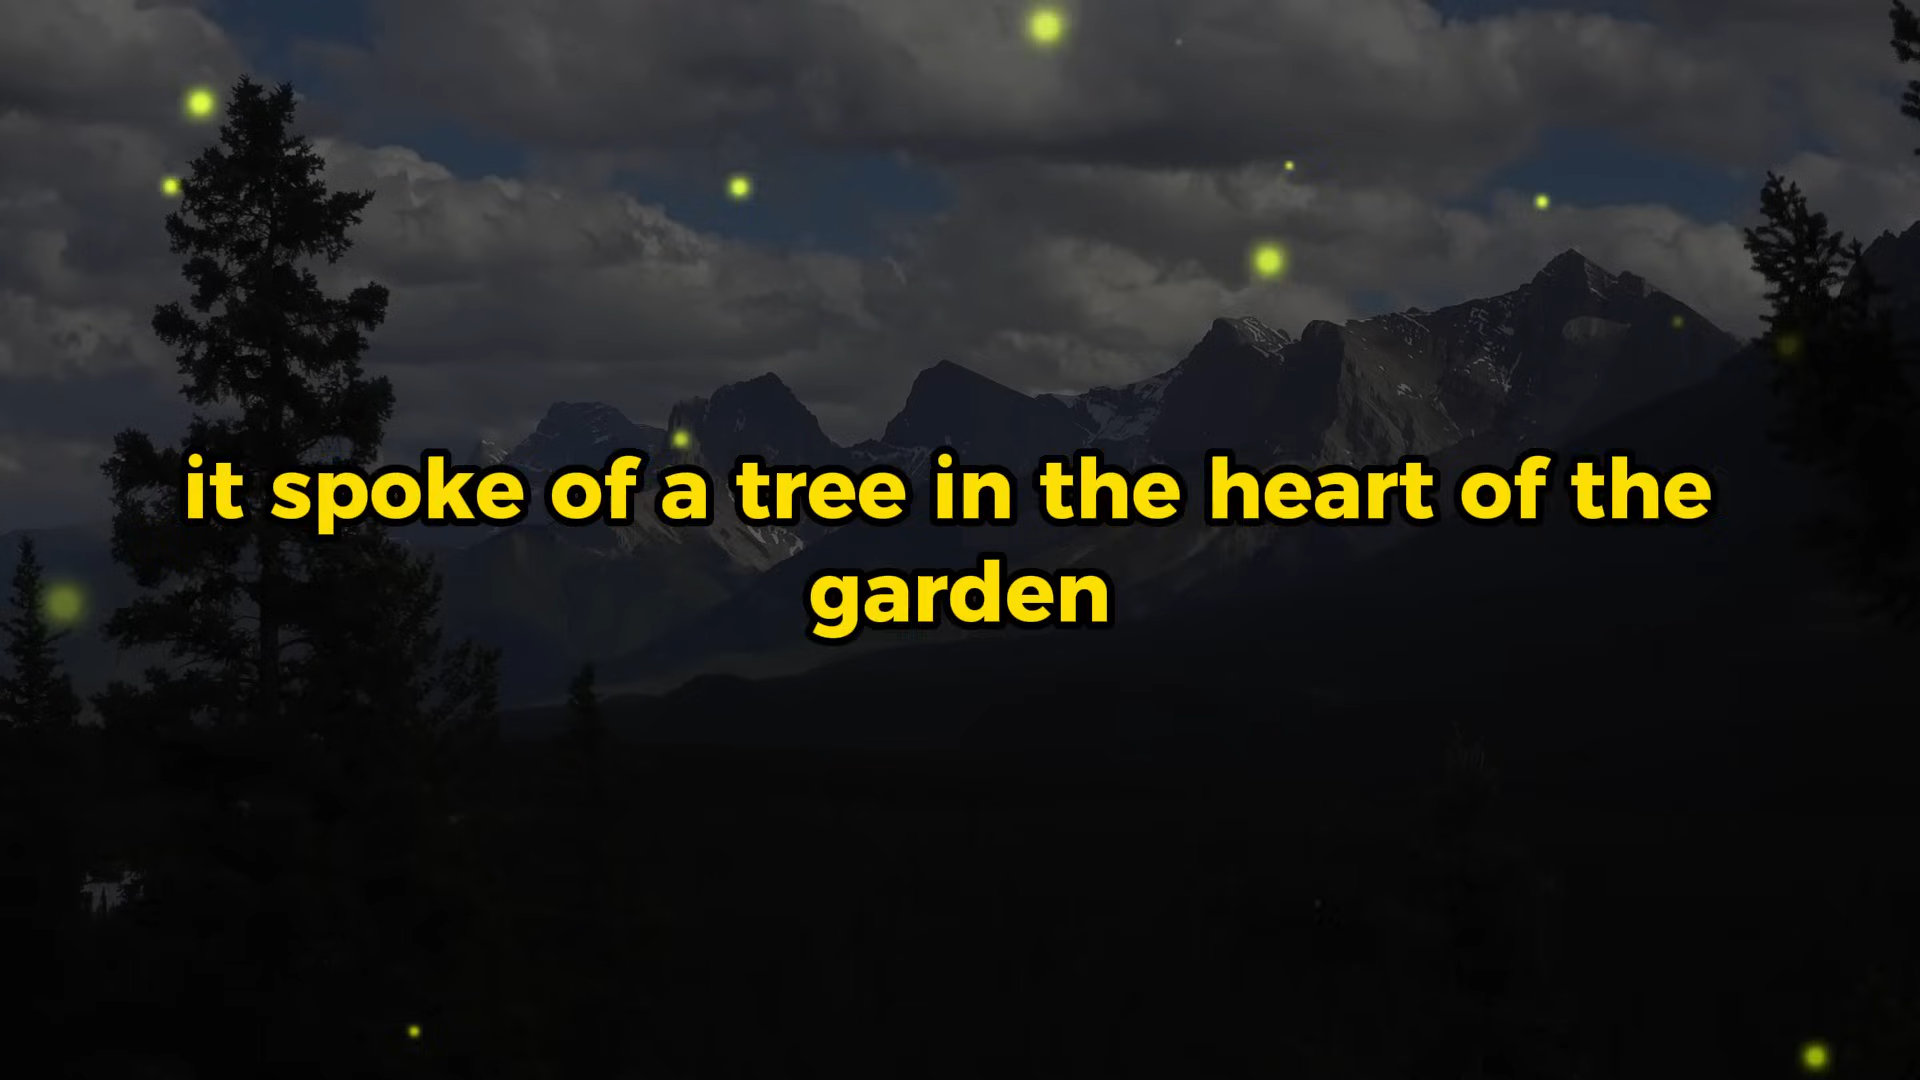 it spoke of a tree in the heart of the
garden